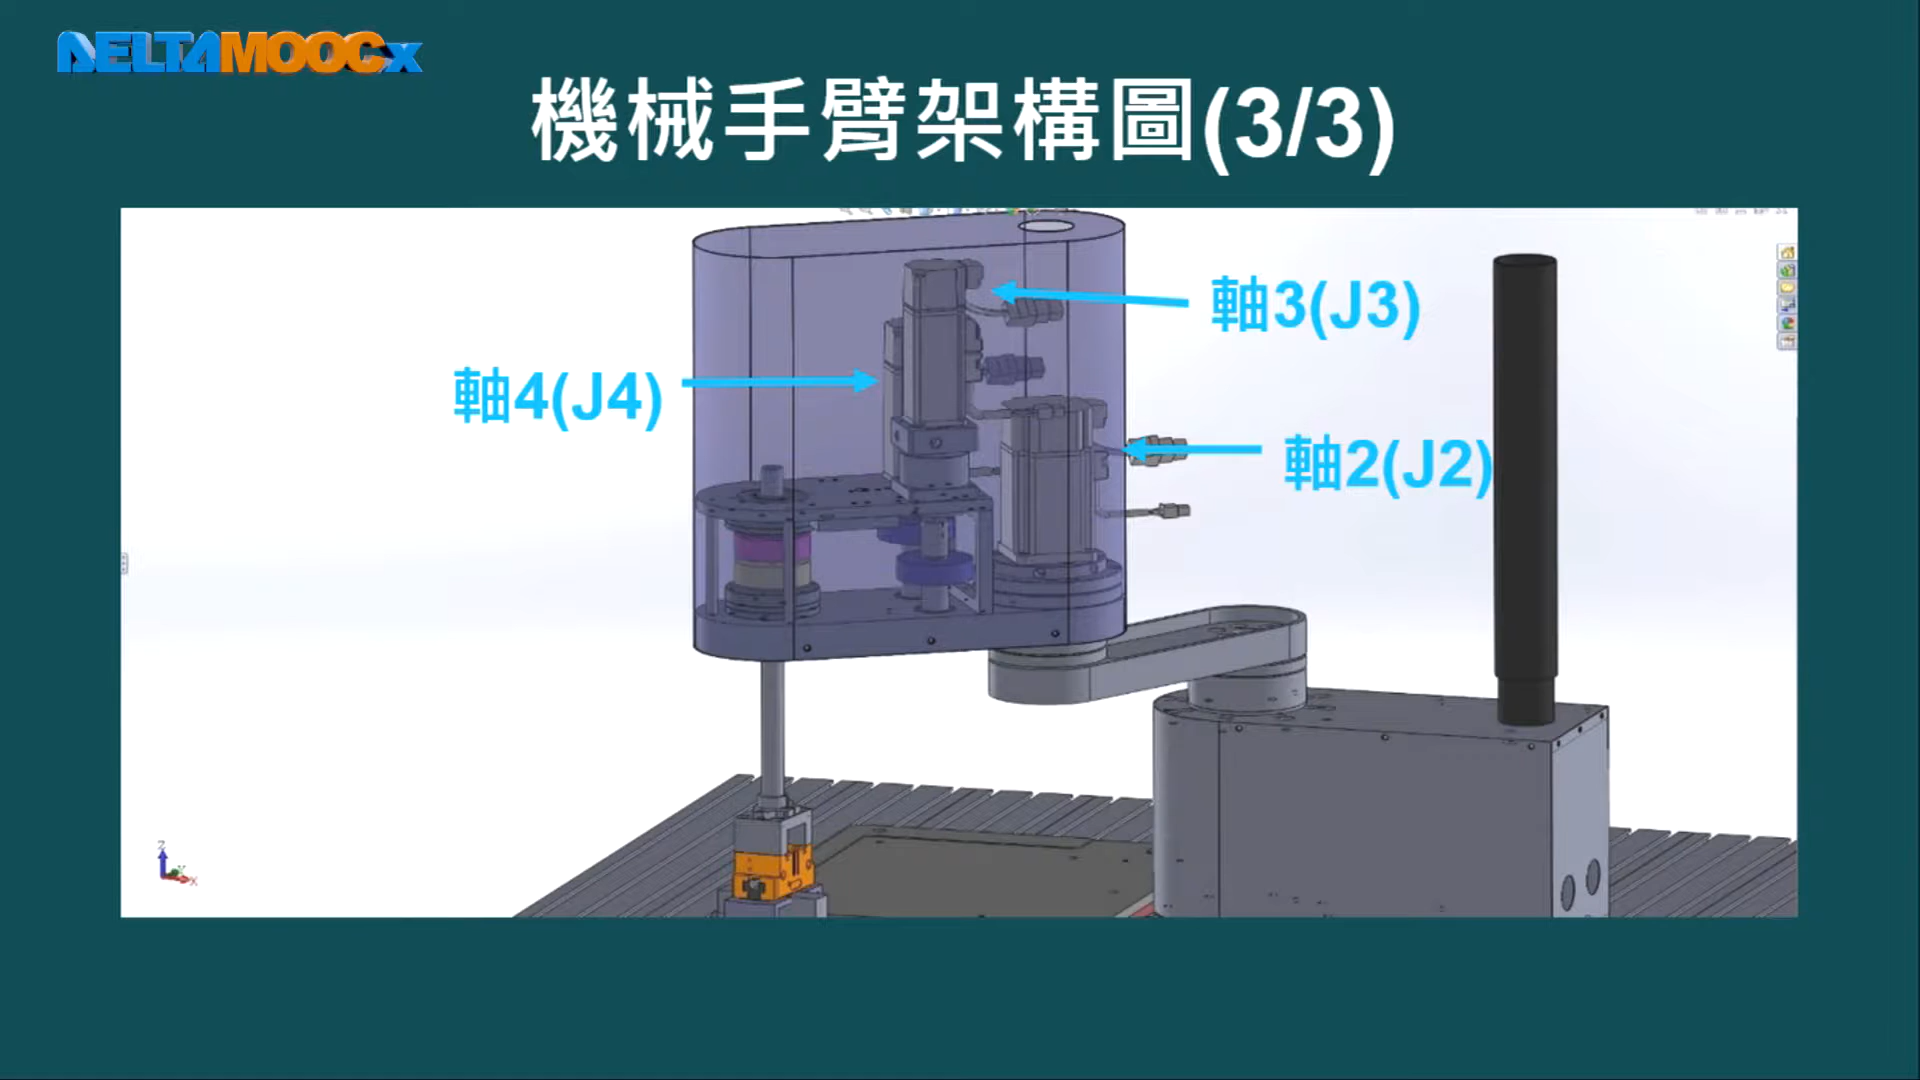 DELTAMOOCx
機械手臂架構圖(3/3)
軸3(J3)
軸4(J4)
軸2(J2)
Z
Y
X